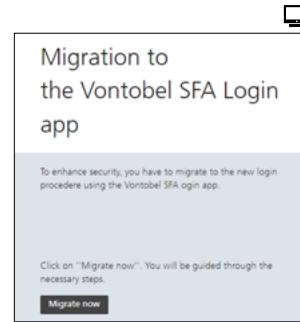 Migration to
the Vontobel SFA Login
app
To enhance security, you have to migrate to the new login
procedere using the Vontobel SFA ogin app.
Click on "Migrate now". You will be guided through the
necessary steps.
Migrate now